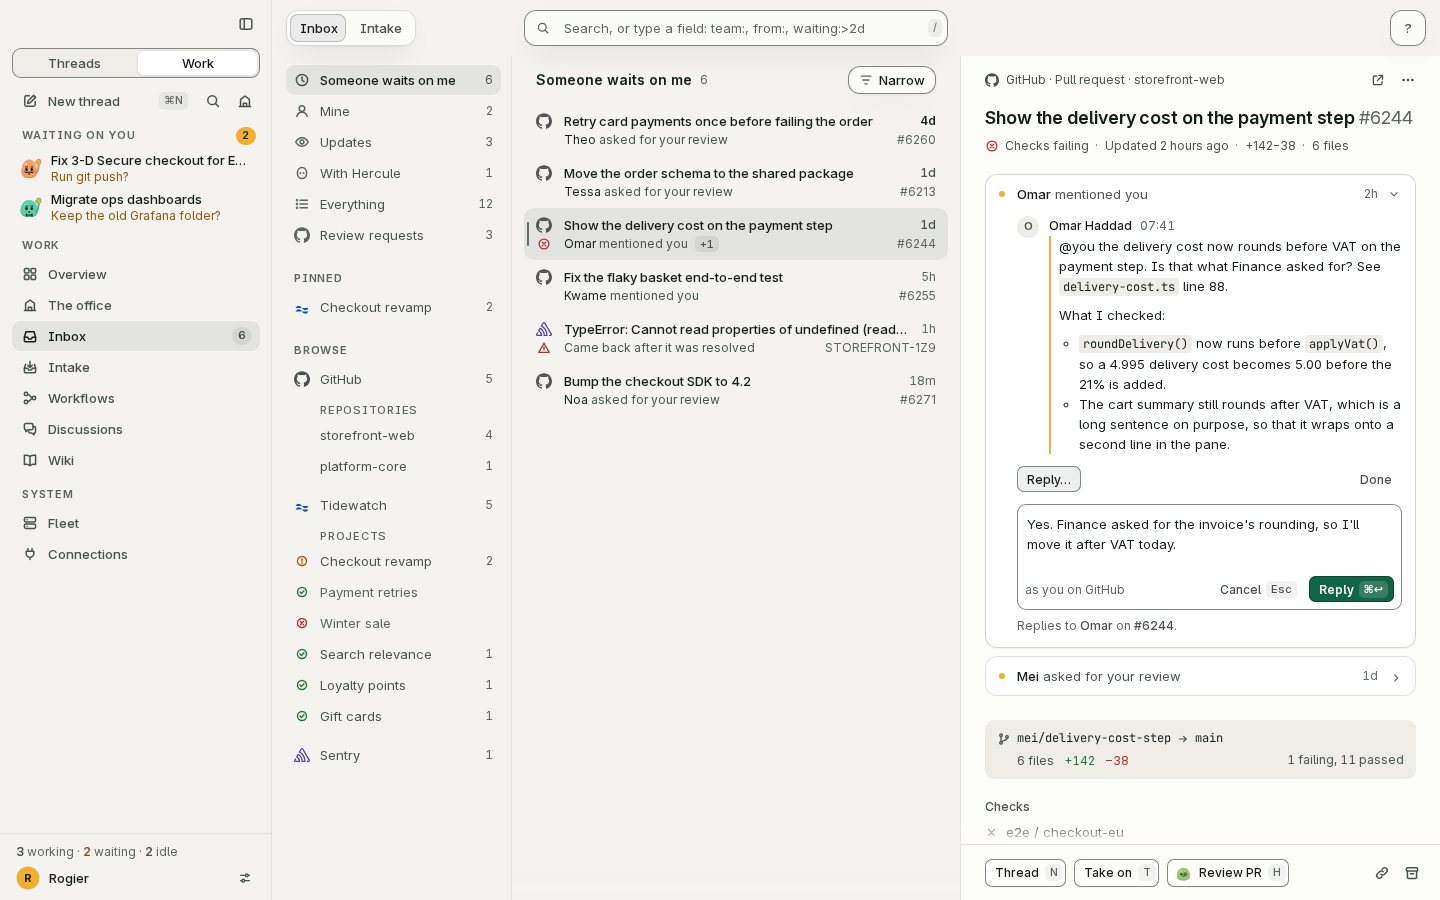 Threads
Work
New thread ⌘N
WAITING ON YOU 2
Fix 3-D Secure checkout for E…
Run git push?
Migrate ops dashboards
Keep the old Grafana folder?
WORK
Overview
The office
Inbox 6
Intake
Workflows
Discussions
Wiki
SYSTEM
Fleet
Connections
3 working · 2 waiting · 2 idle
R Rogier
Inbox
Intake
Someone waits on me 6
Mine 2
Updates 3
With Hercule 1
Everything 12
Review requests 3
PINNED
Checkout revamp 2
BROWSE
GitHub 5
REPOSITORIES
storefront-web 4
platform-core 1
Tidewatch 5
PROJECTS
Checkout revamp 2
Payment retries
Winter sale
Search relevance 1
Loyalty points 1
Gift cards 1
Sentry 1
Search, or type a field: team:, from:, waiting:>2d /
?
Someone waits on me 6
Narrow
Retry card payments once before failing the order 4d
Theo asked for your review #6260
Move the order schema to the shared package 1d
Tessa asked for your review #6213
Show the delivery cost on the payment step 1d
Omar mentioned you +1 #6244
Fix the flaky basket end-to-end test 5h
Kwame mentioned you #6255
TypeError: Cannot read properties of undefined (read… 1h
Came back after it was resolved STOREFRONT-1Z9
Bump the checkout SDK to 4.2 18m
Noa asked for your review #6271
GitHub · Pull request · storefront-web
Show the delivery cost on the payment step #6244
Checks failing · Updated 2 hours ago · +142−38 · 6 files
Omar mentioned you 2h
O Omar Haddad 07:41
@you the delivery cost now rounds before VAT on the
payment step. Is that what Finance asked for? See
delivery-cost.ts line 88.
What I checked:
roundDelivery() now runs before applyVat(),
so a 4.995 delivery cost becomes 5.00 before the
21% is added.
The cart summary still rounds after VAT, which is a
long sentence on purpose, so that it wraps onto a
second line in the pane.
Reply…
Done
Yes. Finance asked for the invoice's rounding, so I'll
move it after VAT today.
as you on GitHub
Cancel Esc
Reply ⌘↩
Replies to Omar on #6244.
Mei asked for your review 1d
mei/delivery-cost-step → main
6 files +142 −38 1 failing, 11 passed
Checks
e2e / checkout-eu
Thread N
Take on T
Review PR H